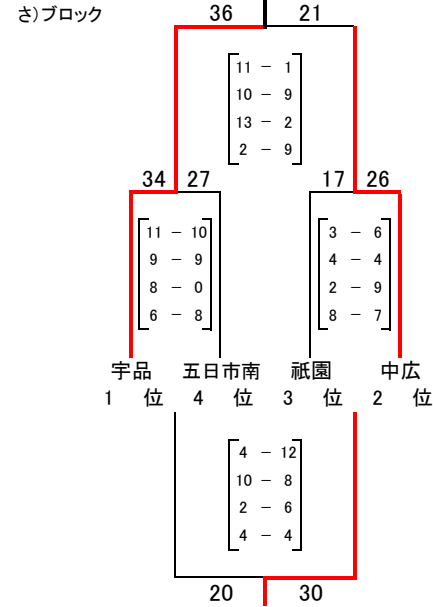 さ)ブロック 36 21
11 － 1
10 － 9
13 － 2
2 － 9
34 27 17 26
11 － 10 3 － 6
9 － 9 4 － 4
8 － 0 2 － 9
6 － 8 8 － 7
宇品 五日市南 祇園 中広
1 位 4 位 3 位 2 位
4 － 12
10 － 8
2 － 6
4 － 4
20 30